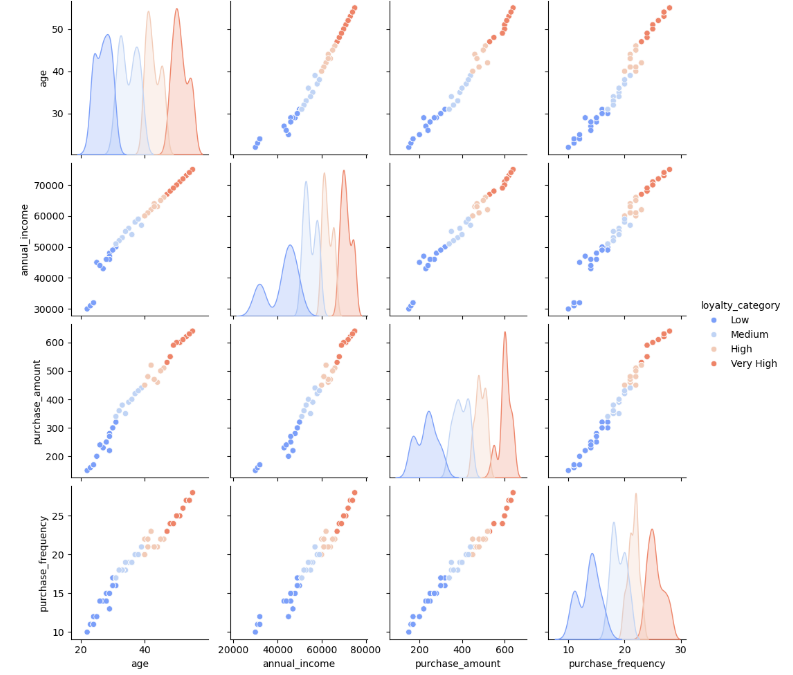 50
40
30
age
70000
60000
50000
40000
30000
annual_income
600
500
400
300
200
purchase_amount
25
20
15
10
purchase_frequency
20 40
age
20000 40000 60000 80000
annual_income
200 400 600
purchase_amount
10 20 30
purchase_frequency
loyalty_category
Low
Medium
High
Very High